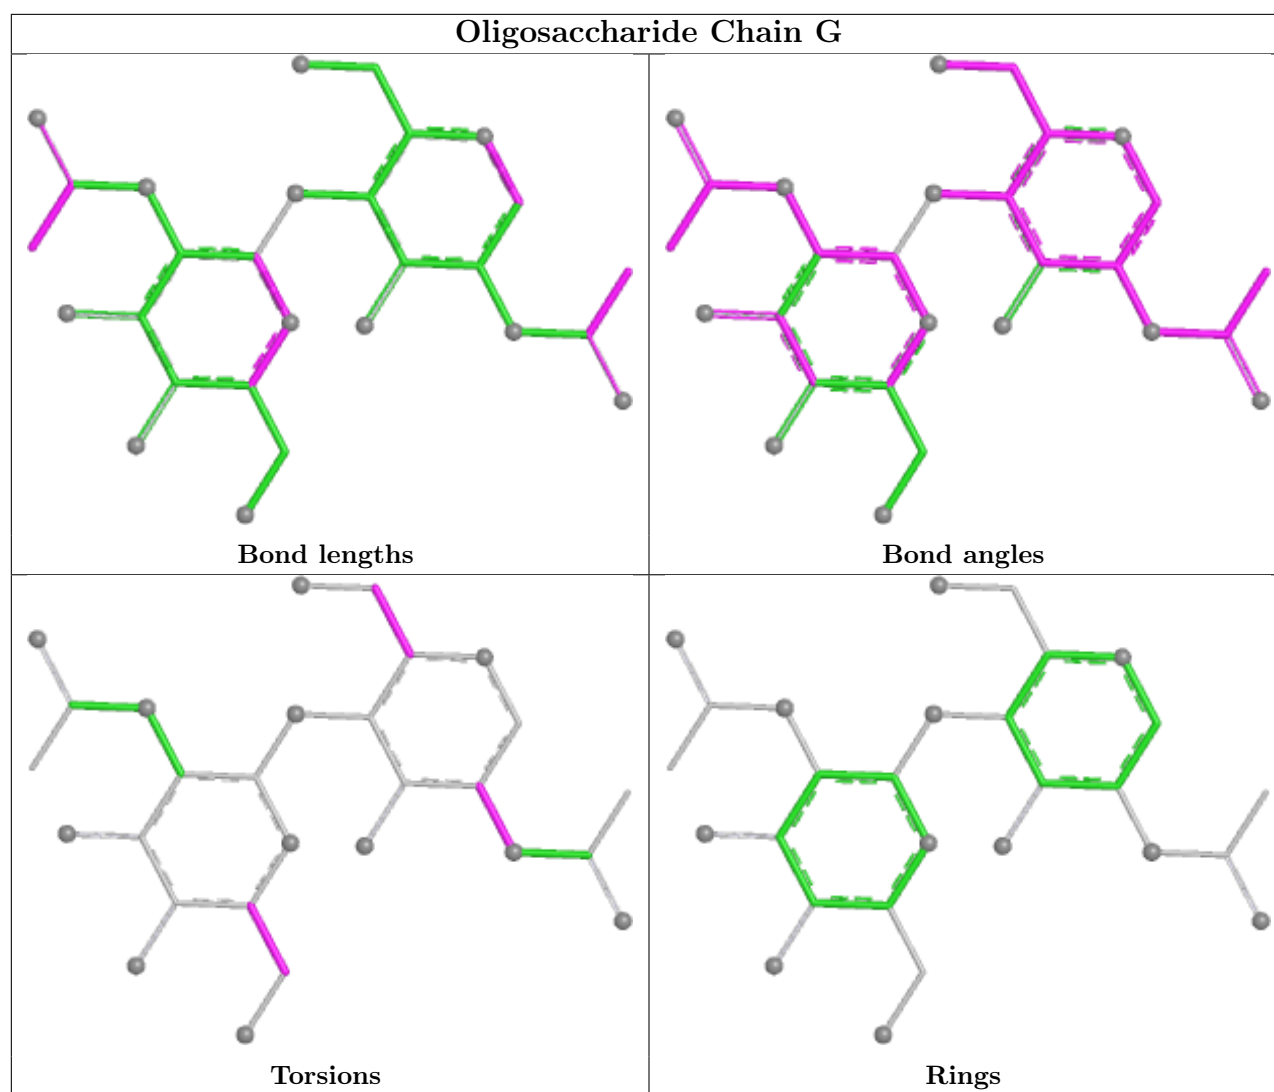 Oligosaccharide Chain G
Bond lengths
Bond angles
Torsions
Rings